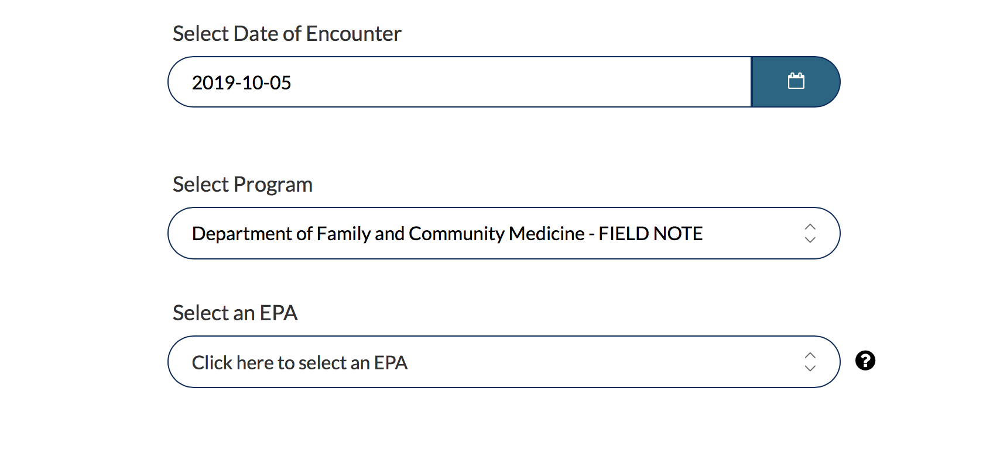 Select Date of Encounter
2019-10-05
Select Program
Department of Family and Community Medicine - FIELD NOTE
Select an EPA
Click here to select an EPA
?